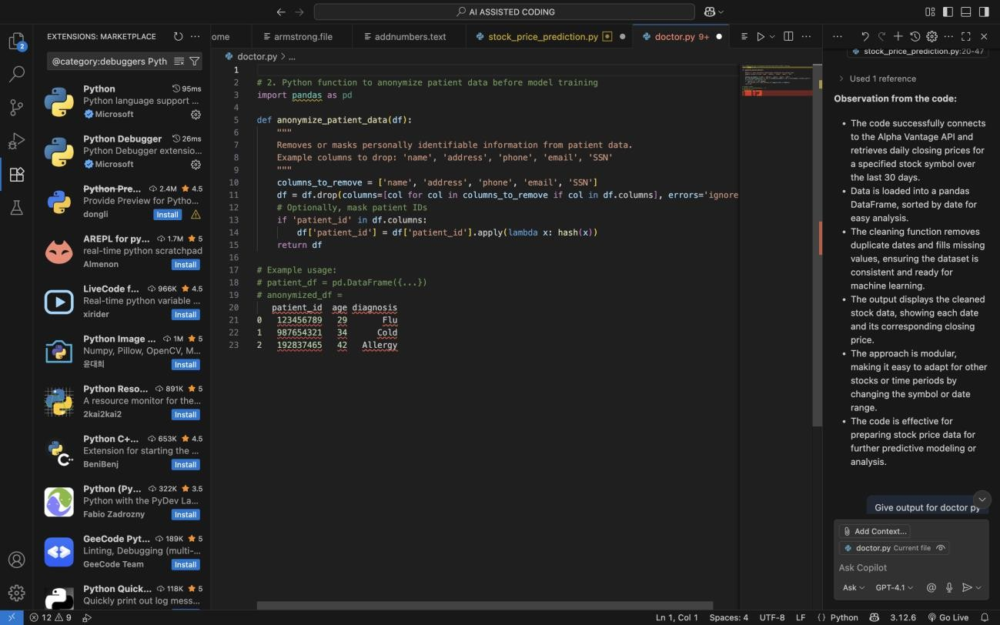 AI ASSISTED CODING
EXTENSIONS: MARKETPLACE
@category:debuggers Pyth
2
Python 95ms
Python language support ...
Microsoft
Python Debugger 26ms
Python Debugger extensio...
Microsoft
Python Pre... 2.4M 4.5
Provide Preview for Pytho...
dongli Install
AREPL for py... 1.7M 5
real-time python scratchpad
Almenon Install
LiveCode f... 966K 4.5
Real-time python variable ...
xirider Install
Python Image ... 1M 5
Numpy, Pillow, OpenCV, M...
윤대희 Install
Python Reso... 891K 5
A resource monitor for the...
2kai2kai2 Install
Python C+... 653K 4.5
Extension for starting the ...
BeniBenj Install
Python (Py... 322K 3.5
Python with the PyDev La...
Fabio Zadrozny Install
GeeCode Pyt... 189K 5
Linting, Debugging (multi-...
GeeCode Team Install
Python Quick... 118K 5
Quickly print out log mess...
ome armstrong.file addnumbers.text stock_price_prediction.py doctor.py 9+
doctor.py > ...
1
2 # 2. Python function to anonymize patient data before model training
3 import pandas as pd
4
5 def anonymize_patient_data(df):
6 """
7 Removes or masks personally identifiable information from patient data.
8 Example columns to drop: 'name', 'address', 'phone', 'email', 'SSN'
9 """
10 columns_to_remove = ['name', 'address', 'phone', 'email', 'SSN']
11 df = df.drop(columns=[col for col in columns_to_remove if col in df.columns], errors='ignore
12 # Optionally, mask patient IDs
13 if 'patient_id' in df.columns:
14 df['patient_id'] = df['patient_id'].apply(lambda x: hash(x))
15 return df
16
17 # Example usage:
18 # patient_df = pd.DataFrame({...})
19 # anonymized_df =
20 patient_id age diagnosis
21 0 123456789 29 Flu
22 1 987654321 34 Cold
23 2 192837465 42 Allergy
stock_price_prediction.py:20-47
> Used 1 reference
Observation from the code:
• The code successfully connects
to the Alpha Vantage API and
retrieves daily closing prices for
a specified stock symbol over
the last 30 days.
• Data is loaded into a pandas
DataFrame, sorted by date for
easy analysis.
• The cleaning function removes
duplicate dates and fills missing
values, ensuring the dataset is
consistent and ready for
machine learning.
• The output displays the cleaned
stock data, showing each date
and its corresponding closing
price.
• The approach is modular,
making it easy to adapt for other
stocks or time periods by
changing the symbol or date
range.
• The code is effective for
preparing stock price data for
further predictive modeling or
analysis.
Give output for doctor py
Add Context...
doctor.py Current file
Ask Copilot
Ask GPT-4.1 @
12 9
Ln 1, Col 1 Spaces: 4 UTF-8 LF {} Python 3.12.6 Go Live